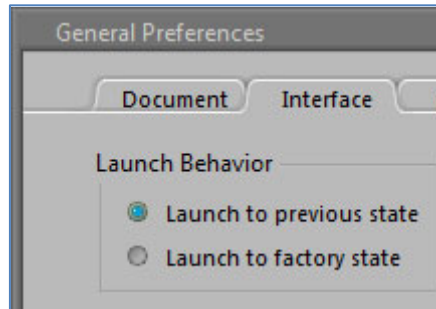 General Preferences
Document Interface
Launch Behavior
Launch to previous state
Launch to factory state